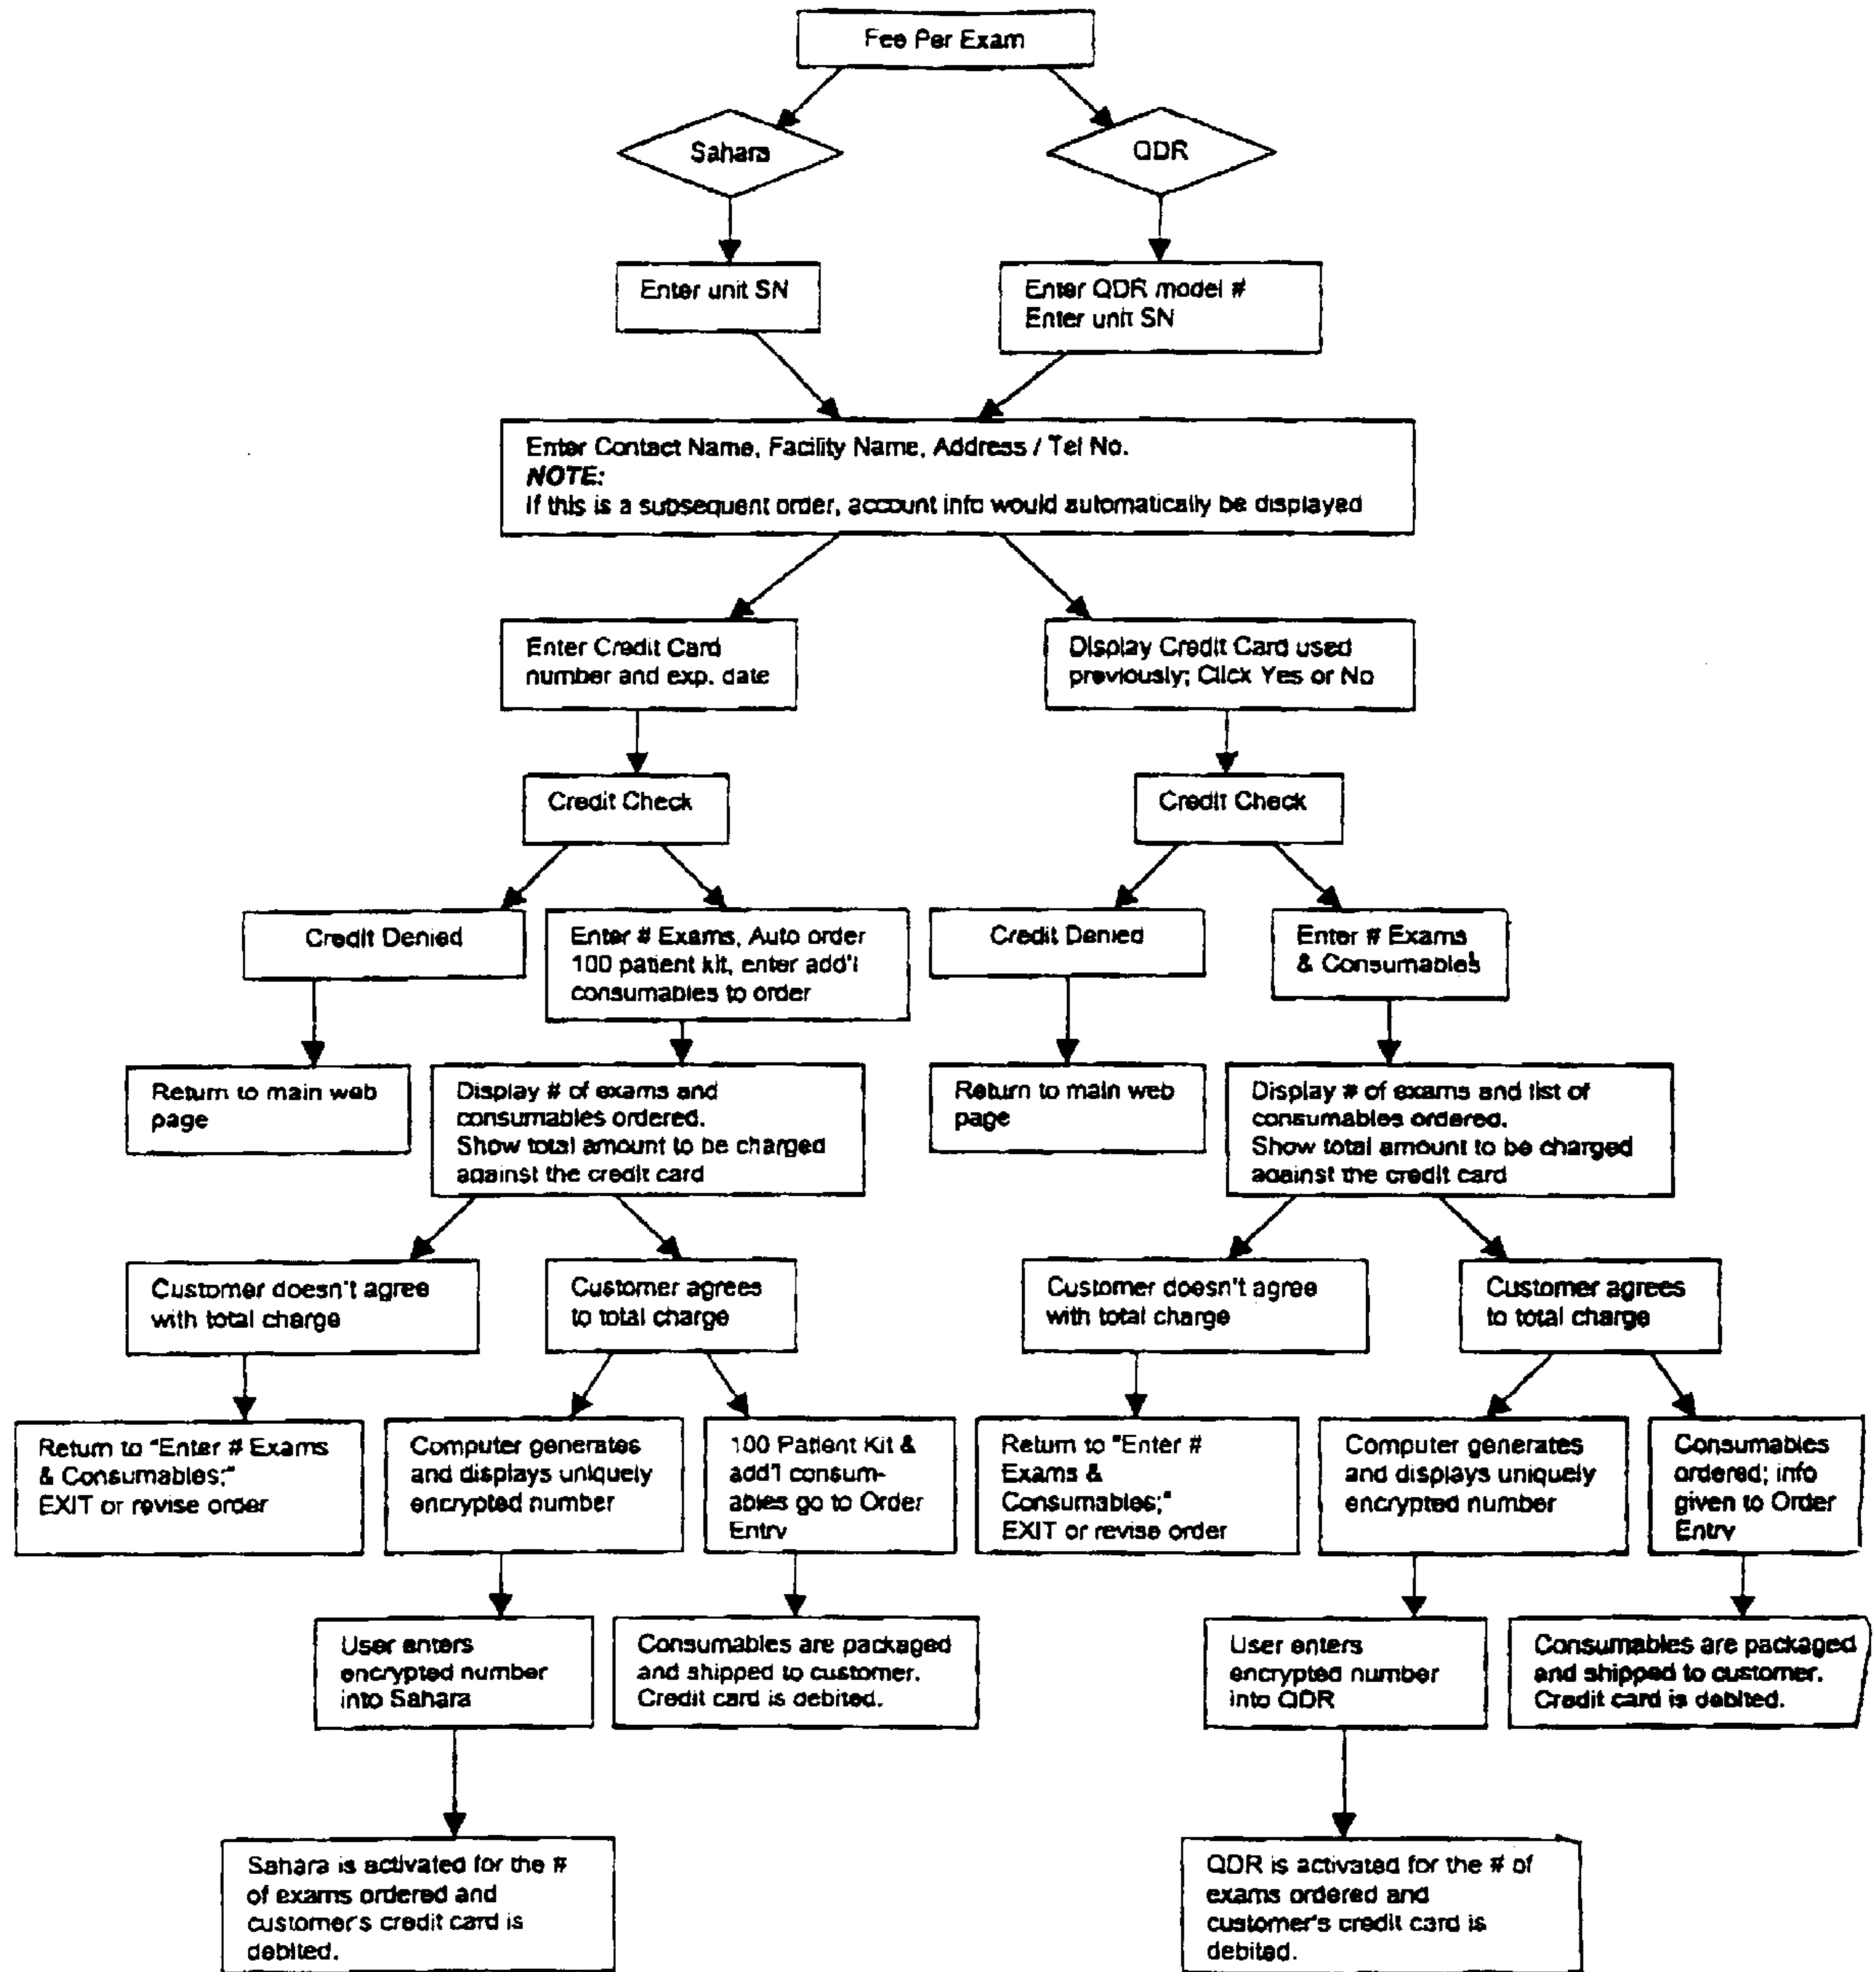 Fee Per Exam
Sahara
QDR
Enter unit SN
Enter QDR model #
Enter unit SN
Enter Contact Name, Facility Name, Address / Tel No.
NOTE:
If this is a subsequent order, account info would automatically be displayed
Enter Credit Card
number and exp. date
Display Credit Card used
previously; Click Yes or No
Credit Check
Credit Check
Credit Denied
Enter # Exams, Auto order
100 patient kit, enter add'l
consumables to order
Credit Denied
Enter # Exams
& Consumables
Return to main web
page
Display # of exams and
consumables ordered.
Show total amount to be charged
against the credit card
Return to main web
page
Display # of exams and list of
consumables ordered.
Show total amount to be charged
against the credit card
Customer doesn't agree
with total charge
Customer agrees
to total charge
Customer doesn't agree
with total charge
Customer agrees
to total charge
Return to "Enter # Exams
& Consumables;"
EXIT or revise order
Computer generates
and displays uniquely
encrypted number
100 Patient Kit &
add'l consum-
ables go to Order
Entry
Return to "Enter #
Exams &
Consumables;"
EXIT or revise order
Computer generates
and displays uniquely
encrypted number
Consumables
ordered; info
given to Order
Entry
User enters
encrypted number
into Sahara
Consumables are packaged
and shipped to customer.
Credit card is debited.
User enters
encrypted number
into QDR
Consumables are packaged
and shipped to customer.
Credit card is debited.
Sahara is activated for the #
of exams ordered and
customer's credit card is
debited.
QDR is activated for the # of
exams ordered and
customer's credit card is
debited.